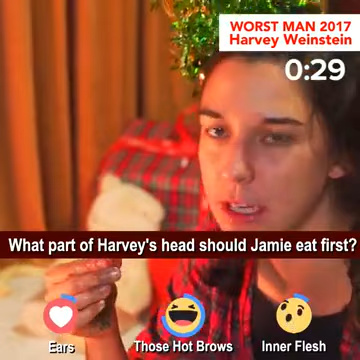 WORST MAN 2017
Harvey Weinstein
0:29
What part of Harvey's head should Jamie eat first?
Ears
Those Hot Brows
Inner Flesh